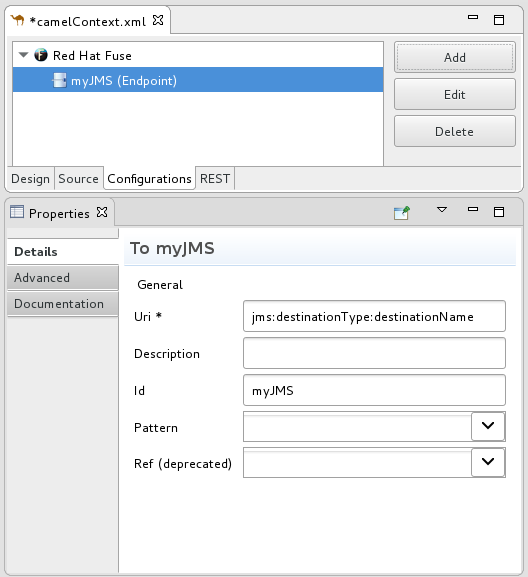 *camelContext.xml
Red Hat Fuse
myJMS (Endpoint)
Add
Edit
Delete
Design Source Configurations REST
Properties
Details
Advanced
Documentation
To myJMS
General
Uri * jms:destinationType:destinationName
Description
Id myJMS
Pattern
Ref (deprecated)